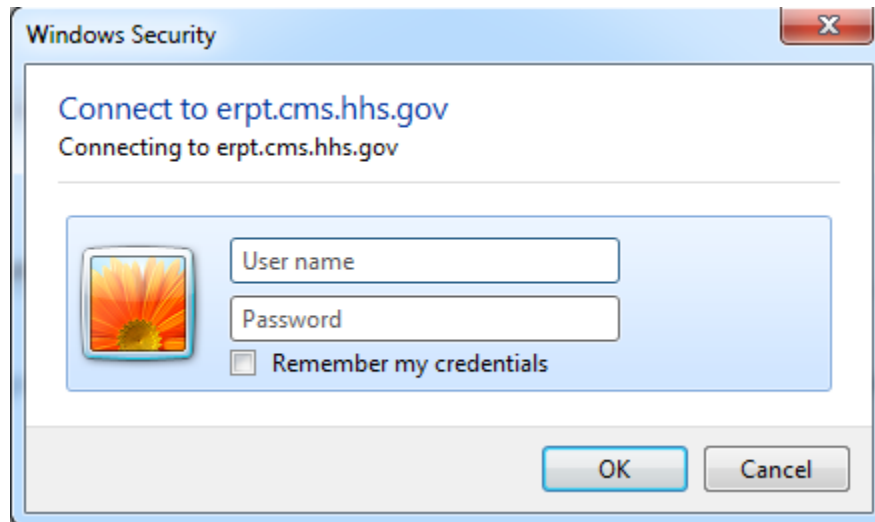 Windows Security
Connect to erpt.cms.hhs.gov
Connecting to erpt.cms.hhs.gov
User name
Password
Remember my credentials
OK
Cancel